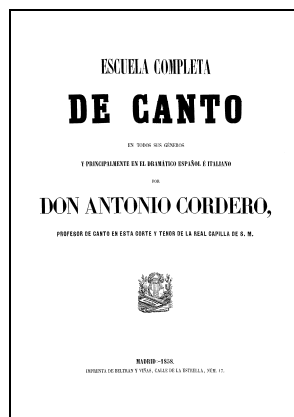 ESCUELA COMPLETA
DE CANTO
EN TODOS SUS GÉNEROS
Y PRINCIPALMENTE EN EL DRAMÁTICO ESPAÑOL É ITALIANO
POR
DON ANTONIO CORDERO,
PROFESOR DE CANTO EN ESTA CORTE Y TENOR DE LA REAL CAPILLA DE S. M.
MADRID—1858.
IMPRENTA DE BELTRAN Y VIÑAS, CALLE DE LA ESTRELLA, NÚM. 17.